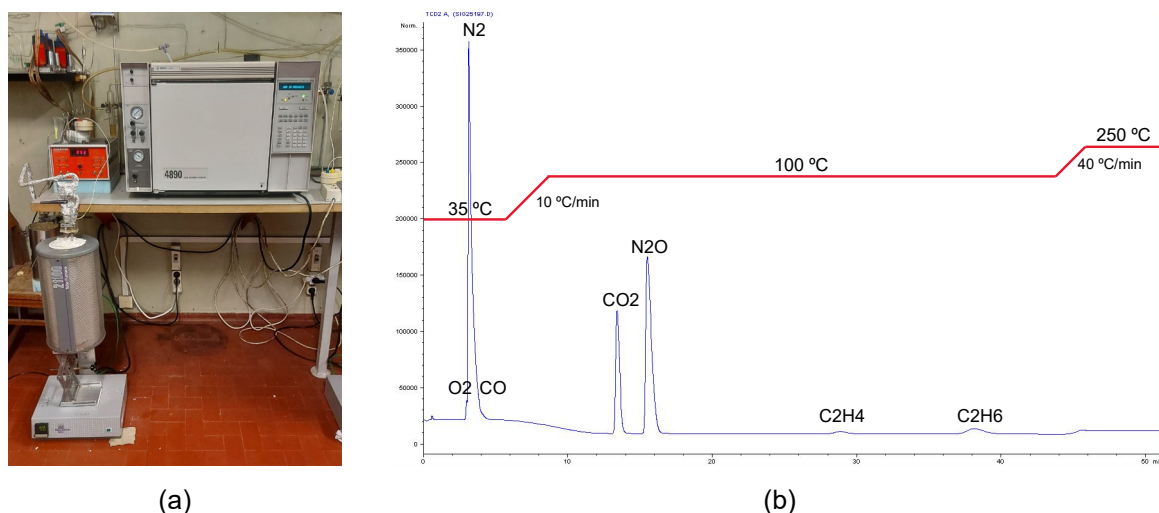 4890
TCD2 A, (SIG25197.D)
Norm.
350000
300000
250000
200000
150000
100000
50000
0
0
10
20
30
40
50
N2
250 ºC
40 ºC/min
100 ºC
10 ºC/min
35 ºC
N2O
CO2
O2 CO
C2H4
C2H6
(a)
(b)